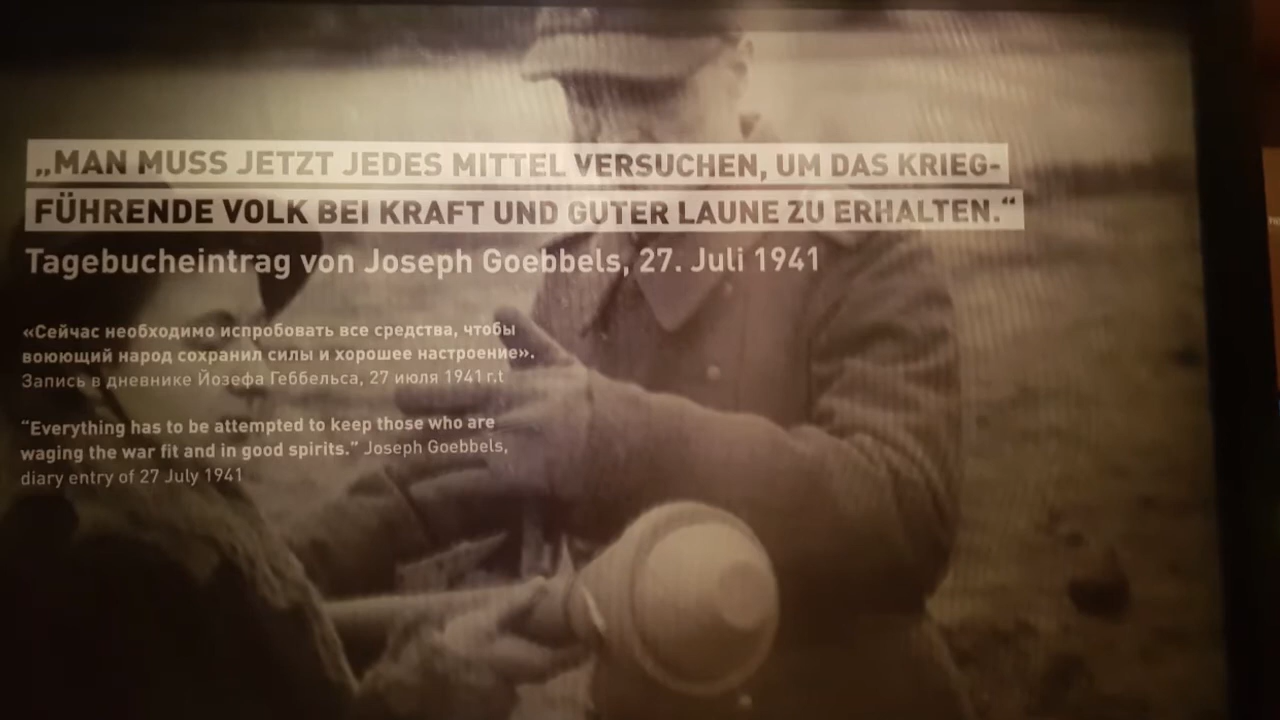 „MAN MUSS JETZT JEDES MITTEL VERSUCHEN, UM DAS KRIEG-
FÜHRENDE VOLK BEI KRAFT UND GUTER LAUNE ZU ERHALTEN.“
Tagebucheintrag von Joseph Goebbels, 27. Juli 1941
«Сейчас необходимо испробовать все средства, чтобы
воюющий народ сохранил силы и хорошее настроение».
Запись в дневнике Йозефа Геббельса, 27 июля 1941 г.t
“Everything has to be attempted to keep those who are
waging the war fit and in good spirits.” Joseph Goebbels,
diary entry of 27 July 1941